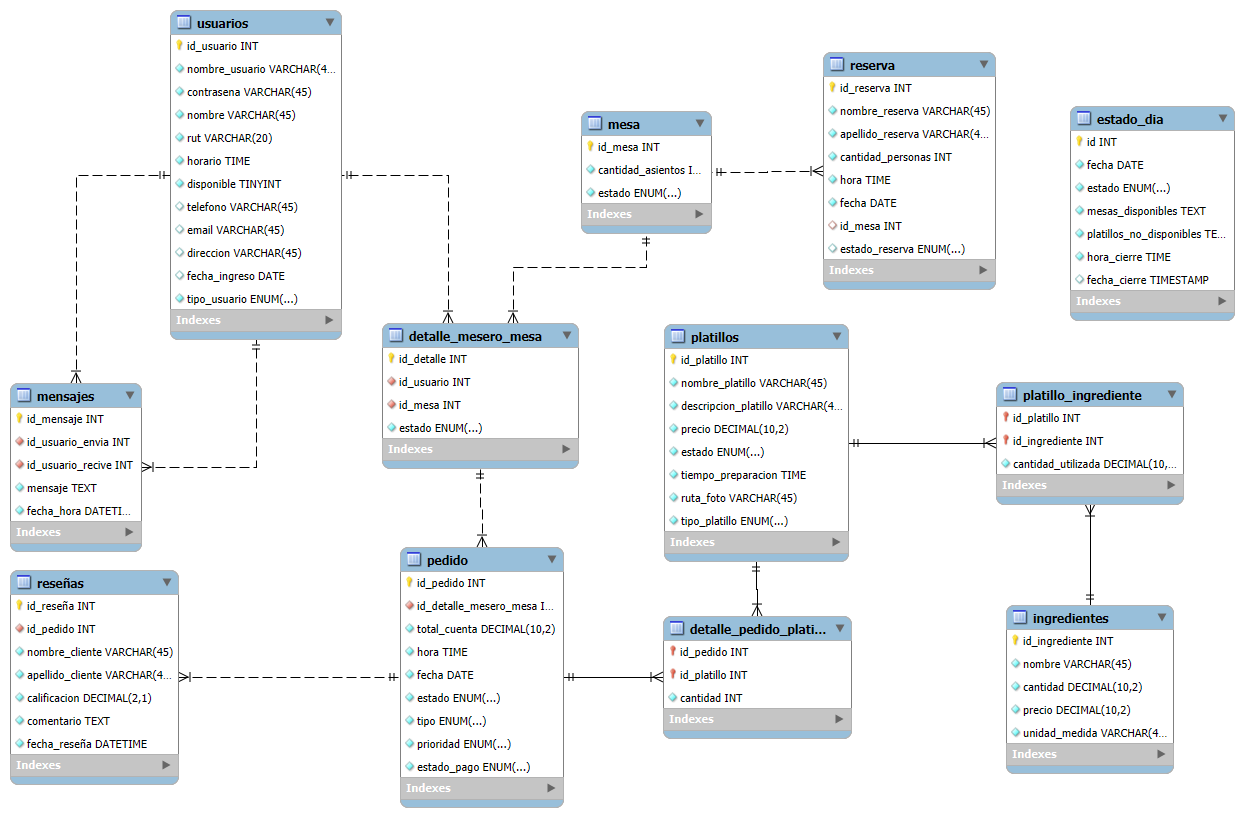 usuarios
id_usuario INT
nombre_usuario VARCHAR(4...
contrasena VARCHAR(45)
nombre VARCHAR(45)
rut VARCHAR(20)
horario TIME
disponible TINYINT
telefono VARCHAR(45)
email VARCHAR(45)
direccion VARCHAR(45)
fecha_ingreso DATE
tipo_usuario ENUM(...)
Indexes
mesa
id_mesa INT
cantidad_asientos I...
estado ENUM(...)
Indexes
reserva
id_reserva INT
nombre_reserva VARCHAR(45)
apellido_reserva VARCHAR(4...
cantidad_personas INT
hora TIME
fecha DATE
id_mesa INT
estado_reserva ENUM(...)
Indexes
estado_dia
id INT
fecha DATE
estado ENUM(...)
mesas_disponibles TEXT
platillos_no_disponibles TE...
hora_cierre TIME
fecha_cierre TIMESTAMP
Indexes
mensajes
id_mensaje INT
id_usuario_envia INT
id_usuario_recive INT
mensaje TEXT
fecha_hora DATETI...
Indexes
detalle_mesero_mesa
id_detalle INT
id_usuario INT
id_mesa INT
estado ENUM(...)
Indexes
platillos
id_platillo INT
nombre_platillo VARCHAR(45)
descripcion_platillo VARCHAR(4...
precio DECIMAL(10,2)
estado ENUM(...)
tiempo_preparacion TIME
ruta_foto VARCHAR(45)
tipo_platillo ENUM(...)
Indexes
platillo_ingrediente
id_platillo INT
id_ingrediente INT
cantidad_utilizada DECIMAL(10,...
Indexes
reseñas
id_reseña INT
id_pedido INT
nombre_cliente VARCHAR(45)
apellido_cliente VARCHAR(4...
calificacion DECIMAL(2,1)
comentario TEXT
fecha_reseña DATETIME
Indexes
pedido
id_pedido INT
id_detalle_mesero_mesa I...
total_cuenta DECIMAL(10,2)
hora TIME
fecha DATE
estado ENUM(...)
tipo ENUM(...)
prioridad ENUM(...)
estado_pago ENUM(...)
Indexes
detalle_pedido_plati...
id_pedido INT
id_platillo INT
cantidad INT
Indexes
ingredientes
id_ingrediente INT
nombre VARCHAR(45)
cantidad DECIMAL(10,2)
precio DECIMAL(10,2)
unidad_medida VARCHAR(4...
Indexes